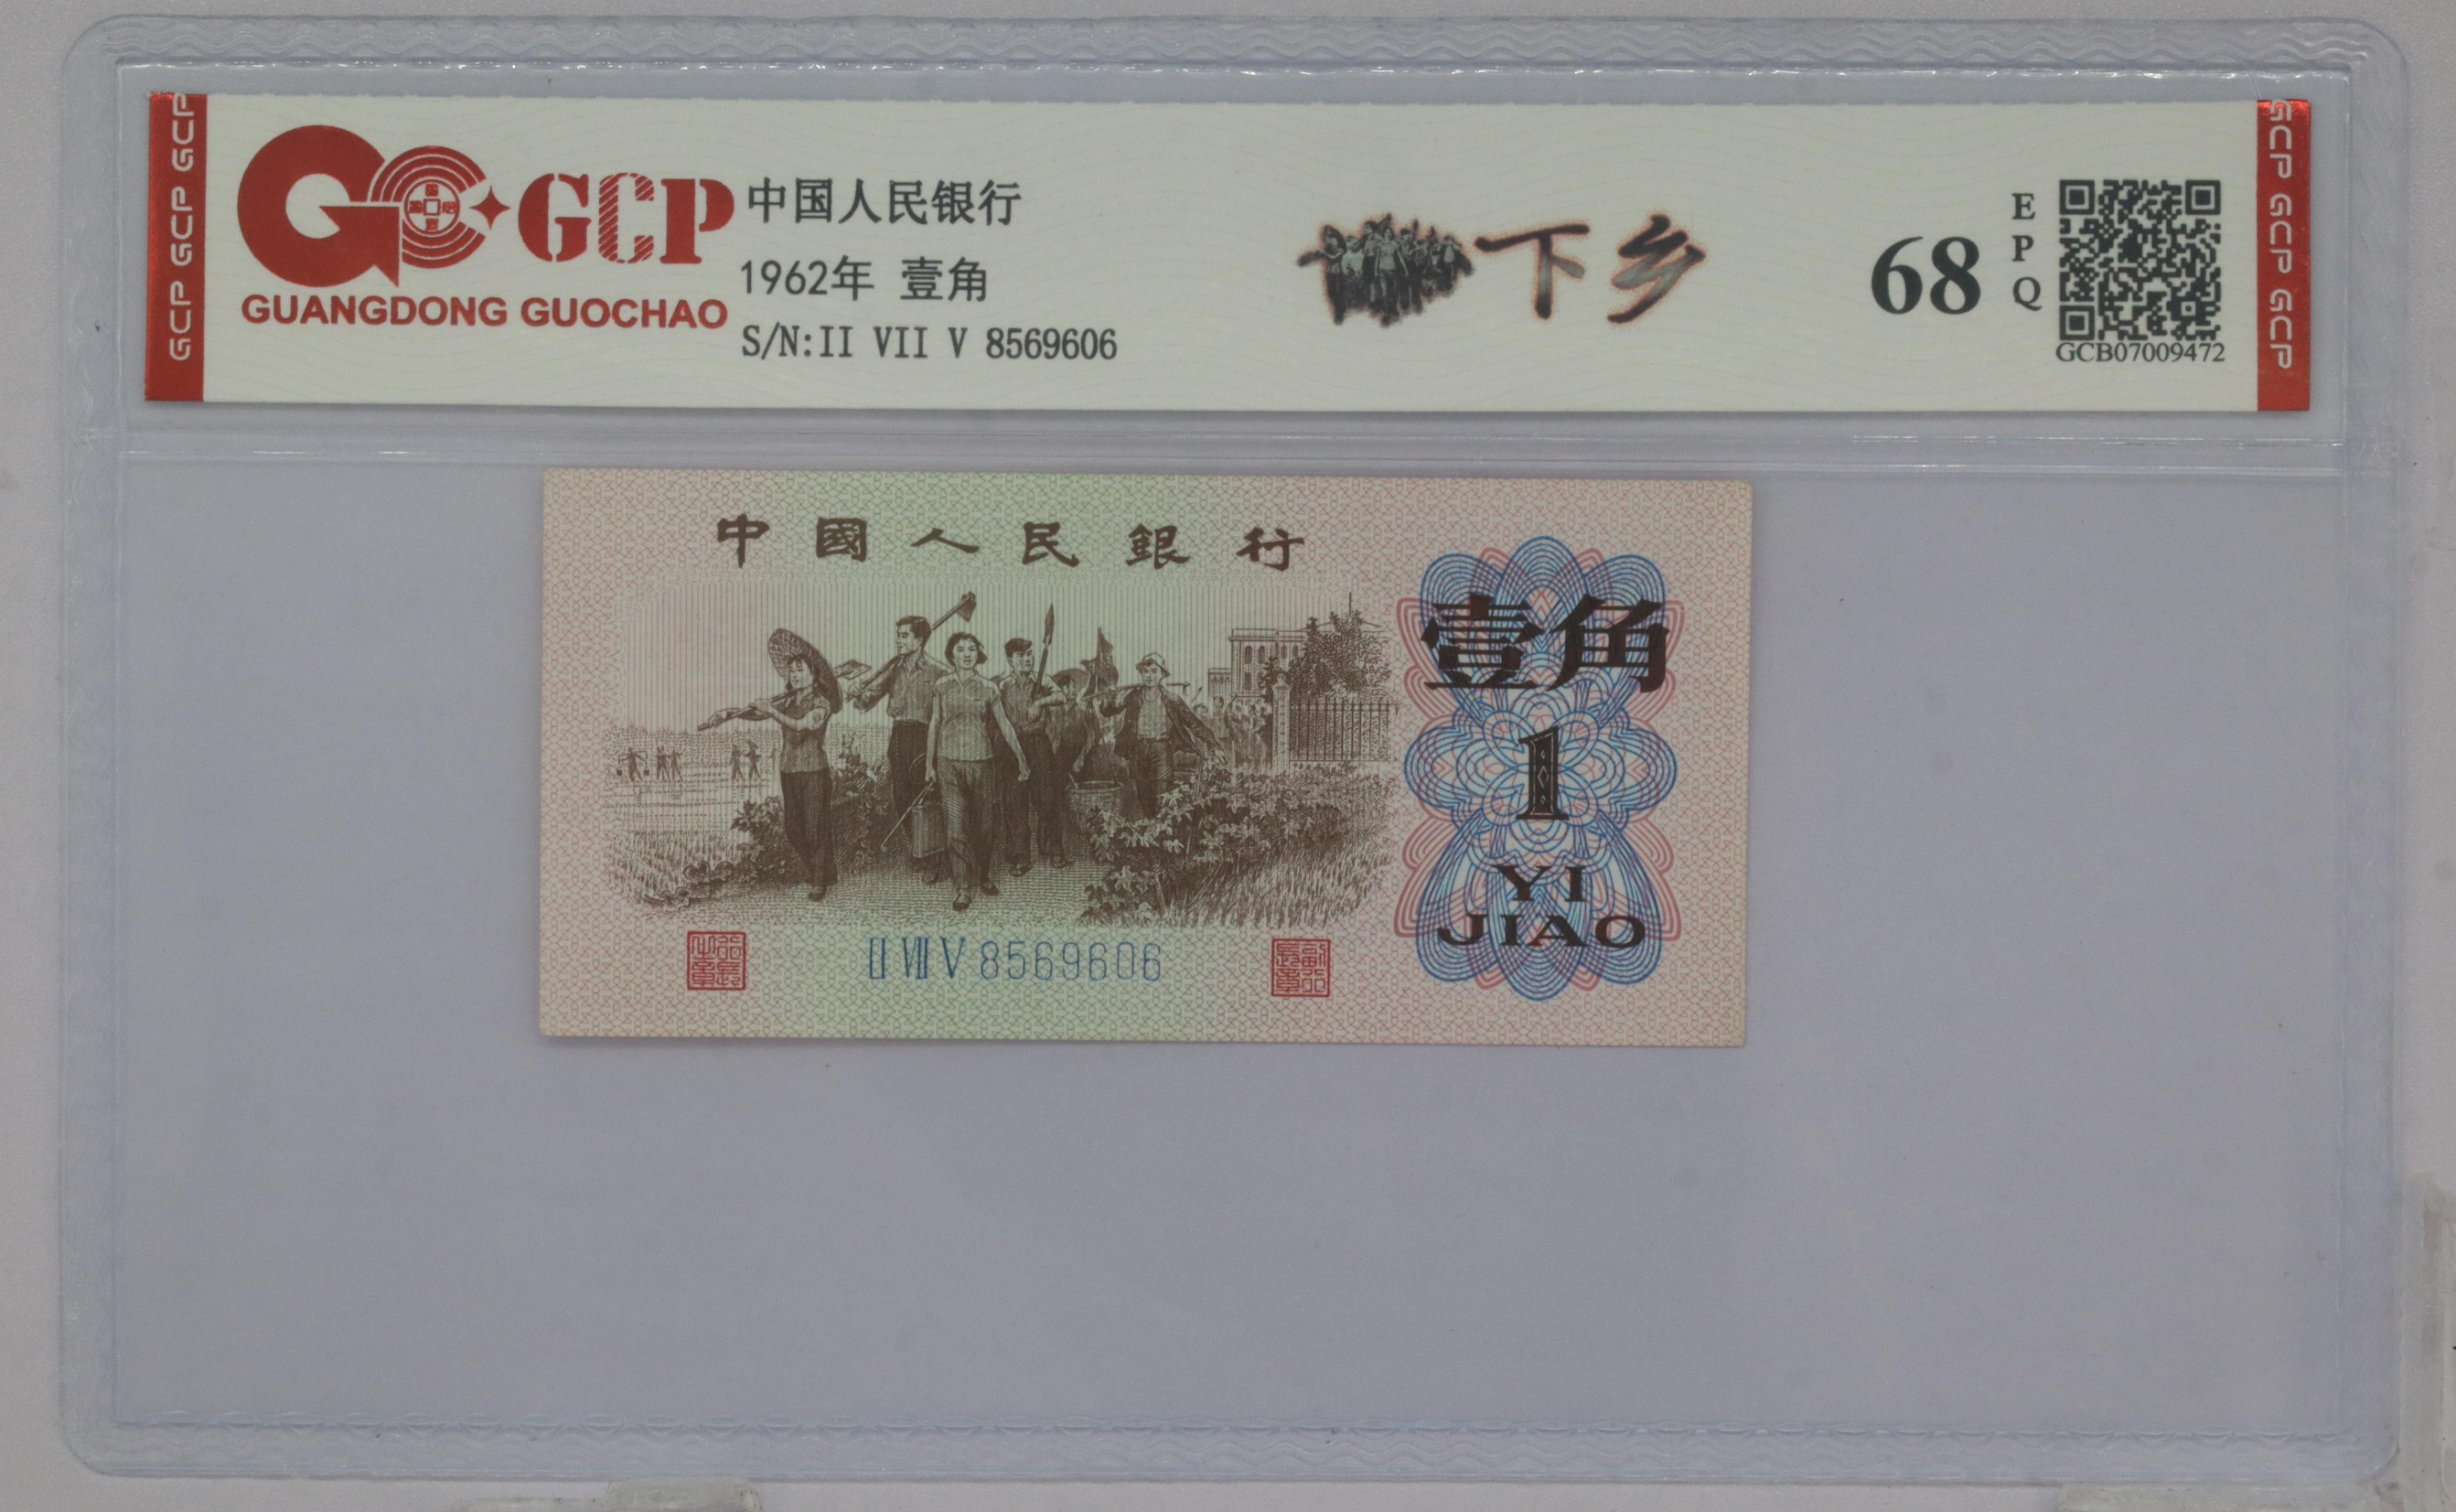 GCP GCP GCP
GCP
GUANGDONG GUOCHAO
中国人民银行
1962年 壹角
S/N:II VII V 8569606
下乡
68
EPQ
GCB07009472
GCP GCP GCP
中國人民銀行
壹角
1
YI
JIAO
II VII V 8569606